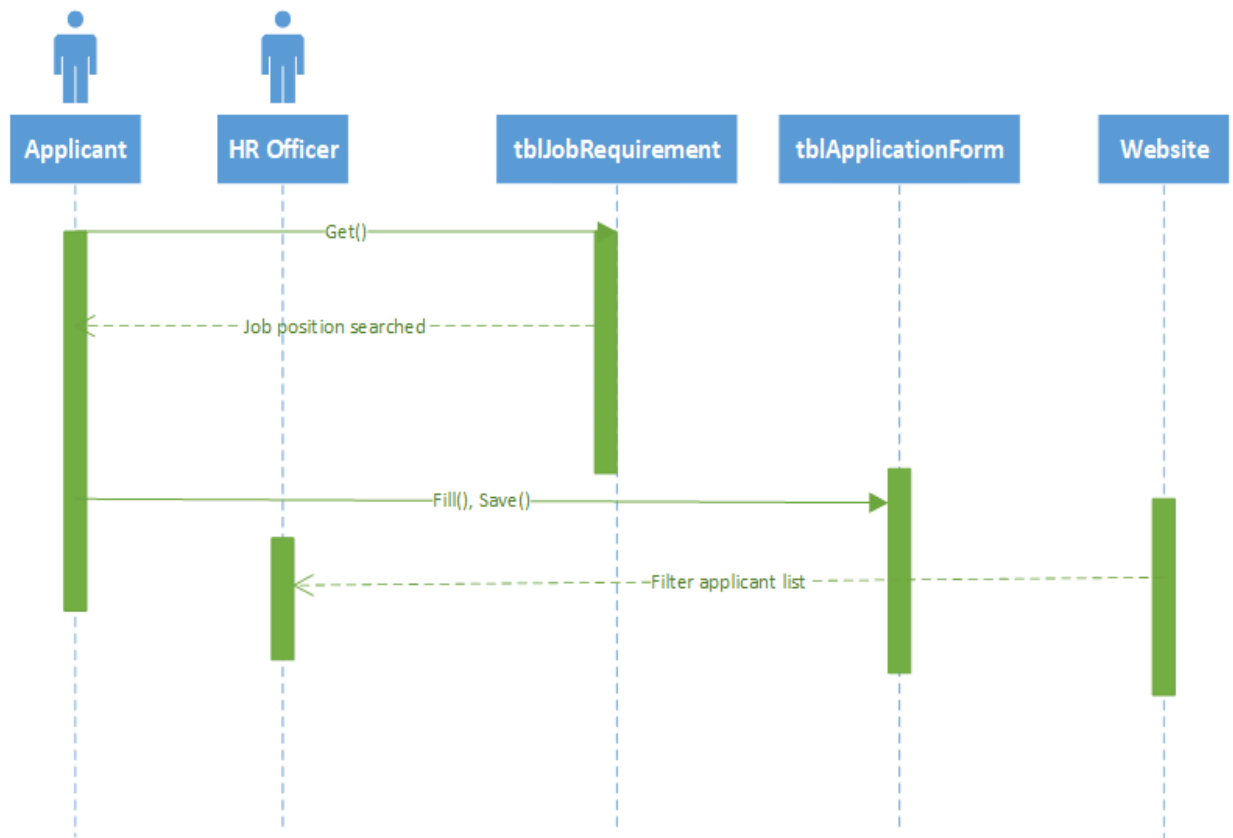 Applicant
HR Officer
tblJobRequirement
tblApplicationForm
Website
Get()
Job position searched
Fill(), Save()
Filter applicant list